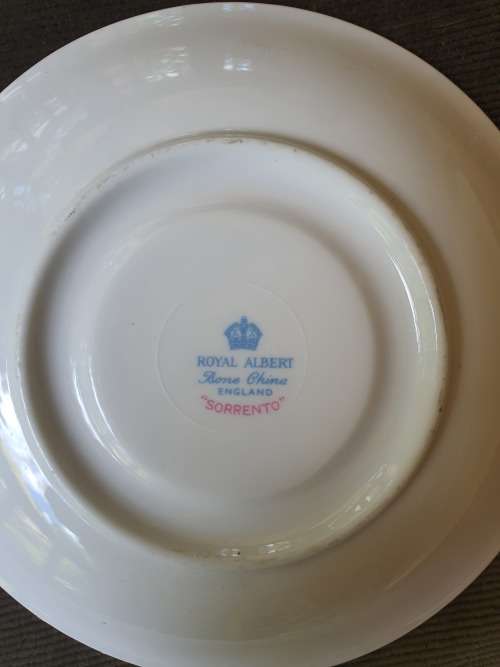 ROYAL ALBERT
Bone China
ENGLAND
"SORRENTO"